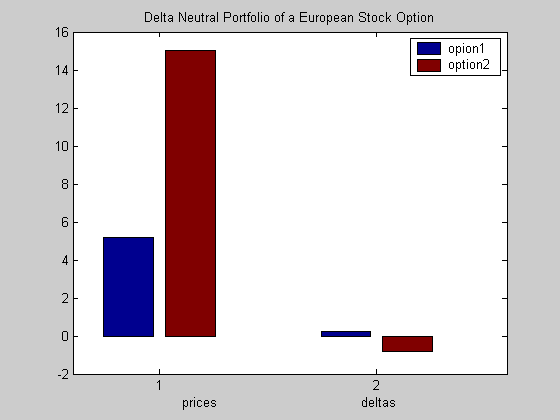 Delta Neutral Portfolio of a European Stock Option
opion1
option2
16
14
12
10
8
6
4
2
0
-2
1 2
prices deltas